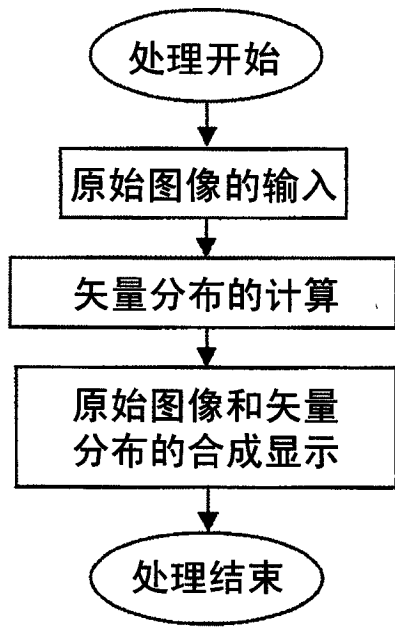 处理开始
原始图像的输入
矢量分布的计算
原始图像和矢量
分布的合成显示
处理结束